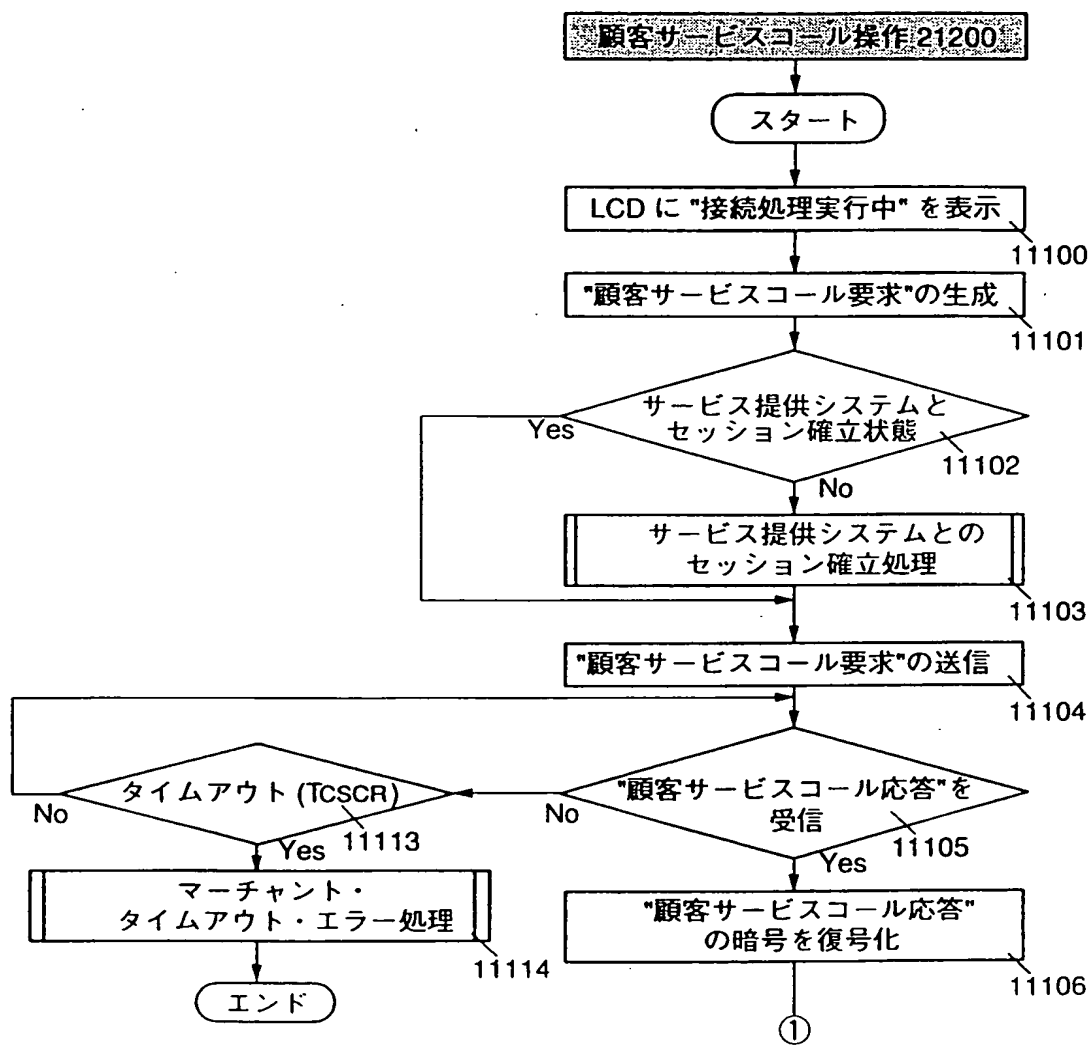 顧客サービスコール操作 21200
スタート
LCD に "接続処理実行中" を表示
11100
"顧客サービスコール要求"の生成
11101
サービス提供システムと
セッション確立状態
11102
Yes
No
サービス提供システムとの
セッション確立処理
11103
"顧客サービスコール要求"の送信
11104
"顧客サービスコール応答"を
受信
11105
No
Yes
タイムアウト (TCSCR)
11113
No
Yes
マーチャント・
タイムアウト・エラー処理
11114
エンド
"顧客サービスコール応答"
の暗号を復号化
11106
①